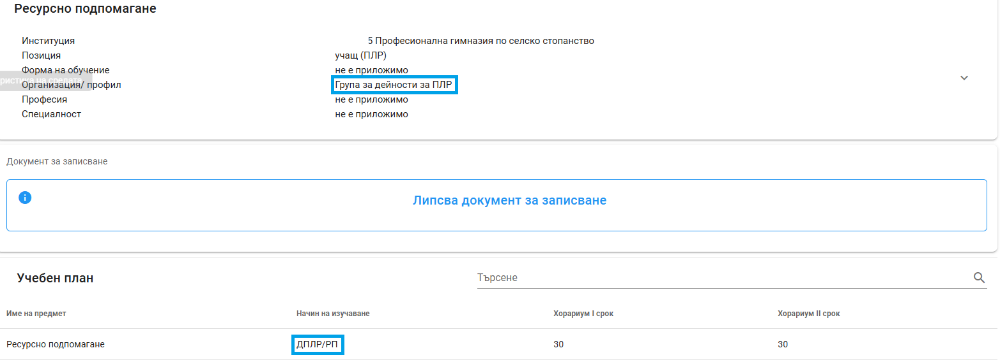 Ресурсно подпомагане
Институция 5 Професионална гимназия по селско стопанство
Позиция учащ (ПЛР)
Форма на обучение не е приложимо
ристика на средата
Организация/ профил Група за дейности за ПЛР
Професия не е приложимо
Специалност не е приложимо
Документ за записване
Липсва документ за записване
Учебен план Търсене
Име на предмет Начин на изучаване Хорариум I срок Хорариум II срок
Ресурсно подпомагане ДПЛР/РП 30 30